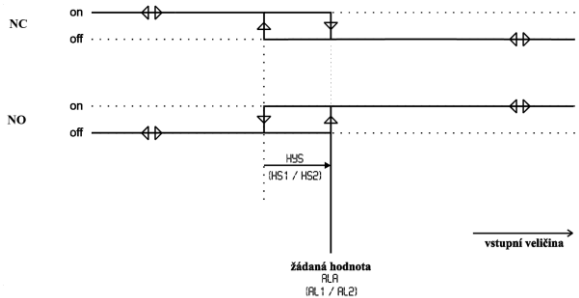 NC
on
off
NO
on
off
HYS
(HS1 / HS2)
vstupní veličina
žádaná hodnota
ALA
(AL1 / AL2)